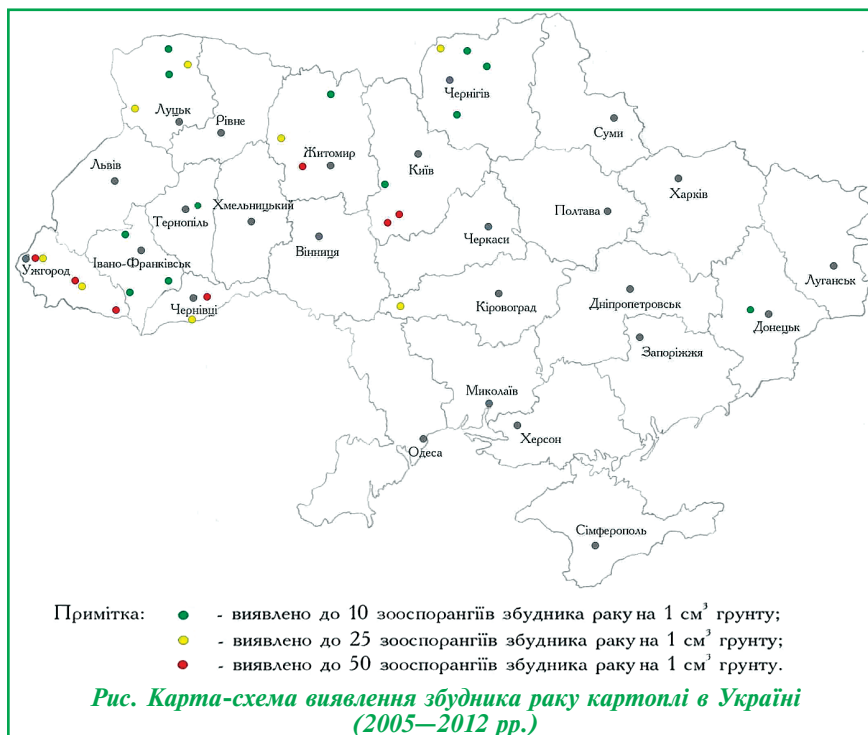 Чернігів
Луцьк
Рівне
Суми
Житомир
Київ
Львів
Харків
Хмельницький
Тернопіль
Полтава
Черкаси
Вінниця
Ужгород
Івано-Франківськ
Луганськ
Чернівці
Кіровоград
Дніпропетровськ
Донецьк
Запоріжжя
Миколаїв
Херсон
Одеса
Сімферополь
Примітка: - виявлено до 10 зооспорангіїв збудника раку на 1 см³ грунту;
- виявлено до 25 зооспорангіїв збудника раку на 1 см³ грунту;
- виявлено до 50 зооспорангіїв збудника раку на 1 см³ грунту.
Рис. Карта-схема виявлення збудника раку картоплі в Україні
(2005—2012 рр.)